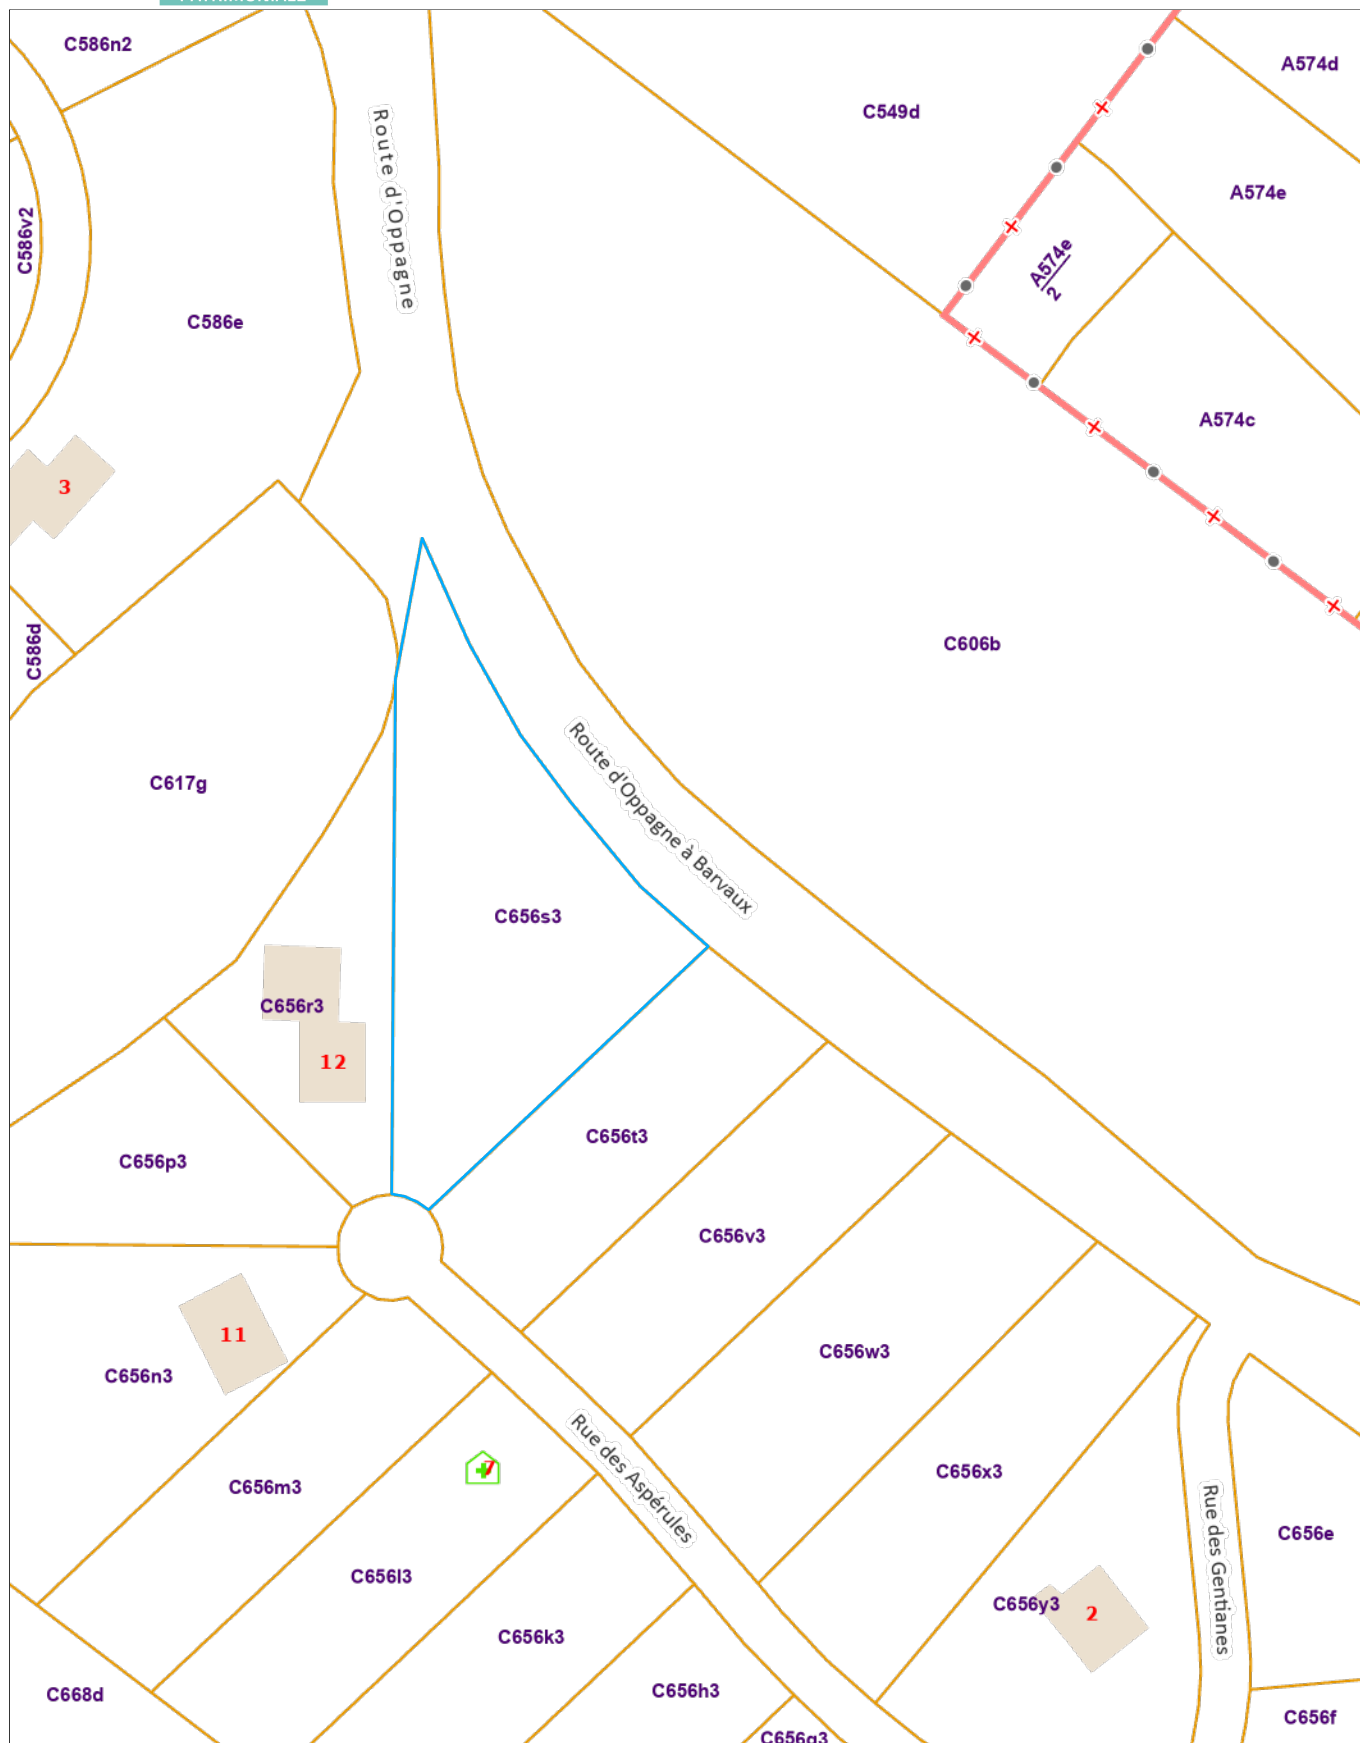 C586n2
A574d
C549d
Route d'Oppagne
A574e
C586v2
A574e
2
C586e
A574c
3
C586d
C606b
C617g
Route d'Oppagne à Barvaux
C656s3
C656r3
12
C656t3
C656p3
C656v3
11
C656w3
C656n3
7
C656x3
C656m3
Rue des Aspérules
Rue des Gentianes
C656e
C656l3
C656y3
2
C656k3
C656h3
C668d
C656f